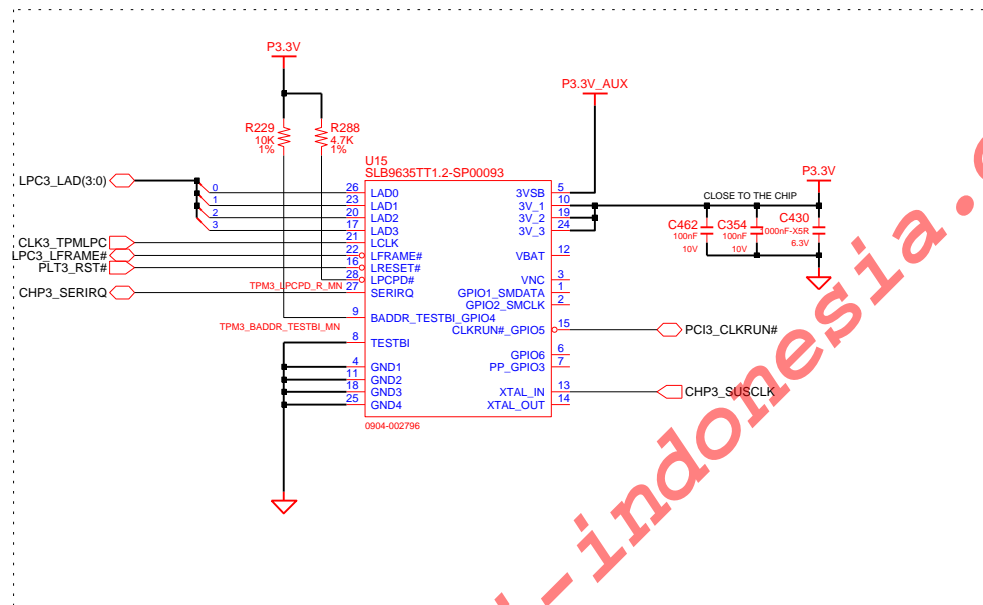 P3.3V
P3.3V_AUX
R229
10K
1%
R288
4.7K
1%
U15
SLB9635TT1.2-SP00093
P3.3V
LPC3_LAD(3:0)
0
1
2
3
26 LAD0
23 LAD1
20 LAD2
17 LAD3
CLK3_TPMLPC 21 LCLK
LPC3_LFRAME# 22 LFRAME#
PLT3_RST# 16 LRESET#
28 LPCPD#
TPM3_LPCPD_R_MN
CHP3_SERIRQ 27 SERIRQ
9 BADDR_TESTBI_GPIO4
TPM3_BADDR_TESTBI_MN
8 TESTBI
4 GND1
11 GND2
18 GND3
25 GND4
3VSB 5
3V_1 10
3V_2 19
3V_3 24
VBAT 12
VNC 3
GPIO1_SMDATA 1
GPIO2_SMCLK 2
CLKRUN#_GPIO5 15 PCI3_CLKRUN#
GPIO6 6
PP_GPIO3 7
XTAL_IN 13 CHP3_SUSCLK
XTAL_OUT 14
CLOSE TO THE CHIP
C462
100nF
10V
C354
100nF
10V
C430
1000nF-X5R
6.3V
0904-002796
-indonesia.